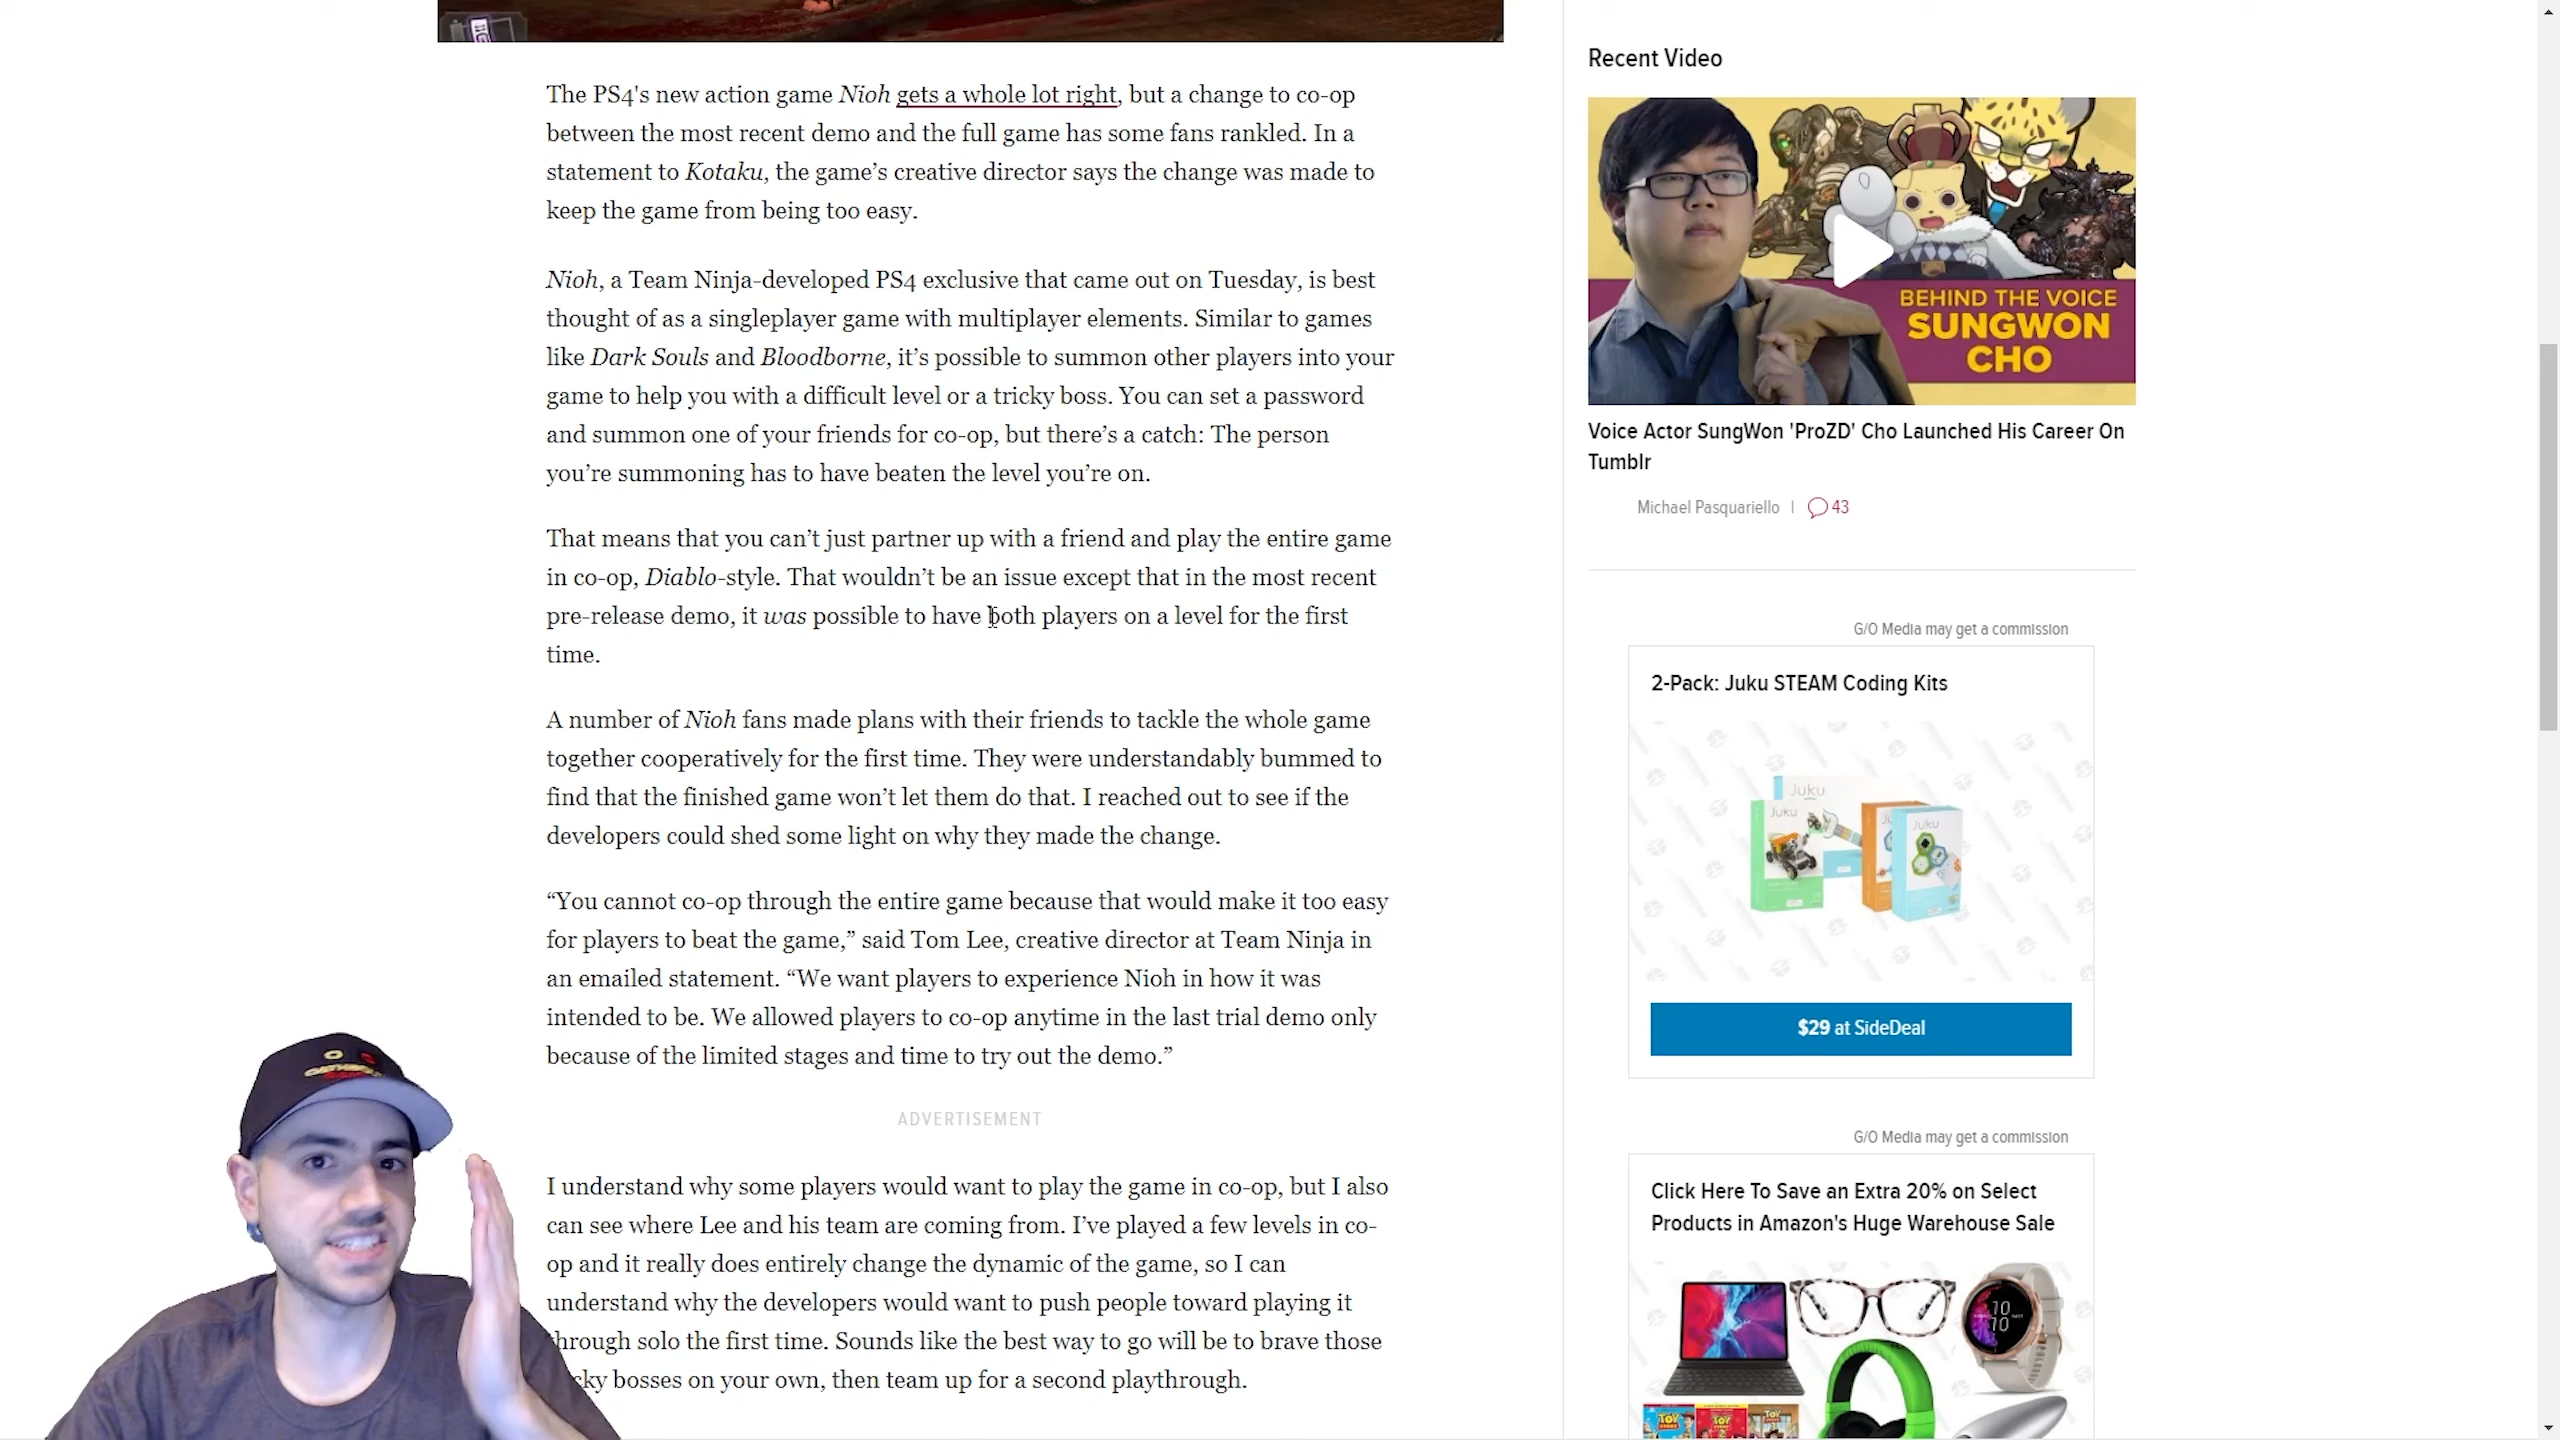 The PS4's new action game Nioh gets a whole lot right, but a change to co-op
between the most recent demo and the full game has some fans rankled. In a
statement to Kotaku, the game’s creative director says the change was made to
keep the game from being too easy.
Nioh, a Team Ninja-developed PS4 exclusive that came out on Tuesday, is best
thought of as a singleplayer game with multiplayer elements. Similar to games
like Dark Souls and Bloodborne, it’s possible to summon other players into your
game to help you with a difficult level or a tricky boss. You can set a password
and summon one of your friends for co-op, but there’s a catch: The person
you’re summoning has to have beaten the level you’re on.
That means that you can’t just partner up with a friend and play the entire game
in co-op, Diablo-style. That wouldn’t be an issue except that in the most recent
pre-release demo, it was possible to have both players on a level for the first
time.
A number of Nioh fans made plans with their friends to tackle the whole game
together cooperatively for the first time. They were understandably bummed to
find that the finished game won’t let them do that. I reached out to see if the
developers could shed some light on why they made the change.
“You cannot co-op through the entire game because that would make it too easy
for players to beat the game,” said Tom Lee, creative director at Team Ninja in
an emailed statement. “We want players to experience Nioh in how it was
intended to be. We allowed players to co-op anytime in the last trial demo only
because of the limited stages and time to try out the demo.”
ADVERTISEMENT
I understand why some players would want to play the game in co-op, but I also
can see where Lee and his team are coming from. I’ve played a few levels in co-
op and it really does entirely change the dynamic of the game, so I can
understand why the developers would want to push people toward playing it
through solo the first time. Sounds like the best way to go will be to brave those
cky bosses on your own, then team up for a second playthrough.
Recent Video
BEHIND THE VOICE
SUNGWON
CHO
Voice Actor SungWon 'ProZD' Cho Launched His Career On
Tumblr
Michael Pasquariello | 43
G/O Media may get a commission
2-Pack: Juku STEAM Coding Kits
Juku
Juku
Juku
$29 at SideDeal
G/O Media may get a commission
Click Here To Save an Extra 20% on Select
Products in Amazon's Huge Warehouse Sale
10
10
TOY
TOY
TOY